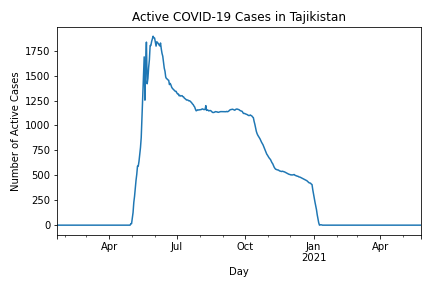 Active COVID-19 Cases in Tajikistan
Number of Active Cases
1750
1500
1250
1000
750
500
250
0
Apr
Jul
Oct
Jan
2021
Apr
Day